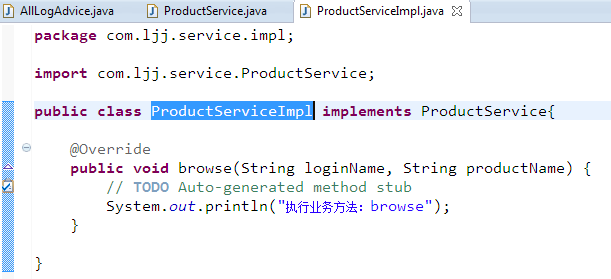 AllLogAdvice.java ProductService.java ProductServiceImpl.java
package com.ljj.service.impl;
import com.ljj.service.ProductService;
public class ProductServiceImpl implements ProductService{
@Override
public void browse(String loginName, String productName) {
// TODO Auto-generated method stub
System.out.println("执行业务方法：browse");
}
}